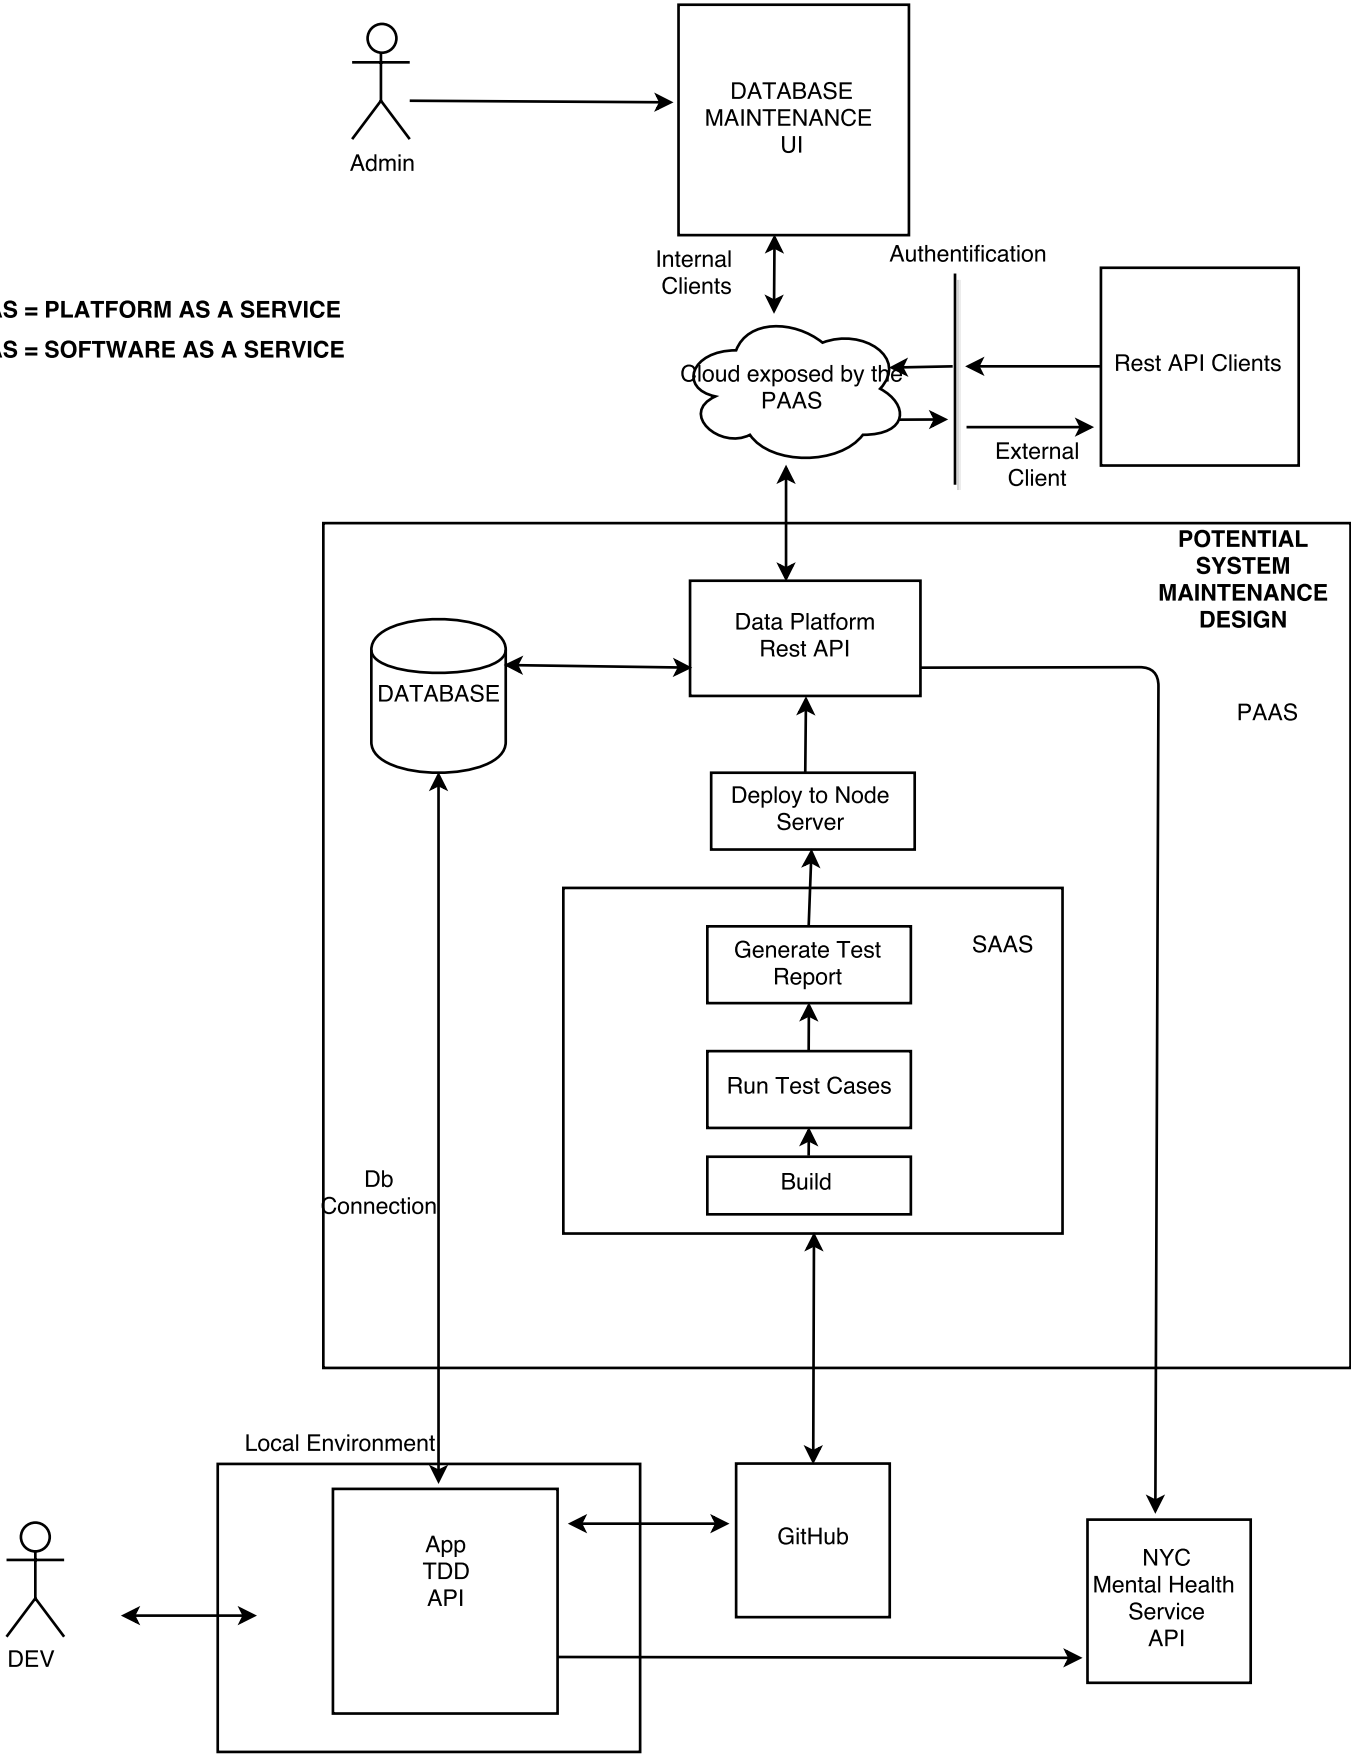 DATABASE
MAINTENANCE
UI
Admin
Internal
Clients
Authentification
AS = PLATFORM AS A SERVICE
AS = SOFTWARE AS A SERVICE
Rest API Clients
Cloud exposed by the
PAAS
External
Client
POTENTIAL
SYSTEM
MAINTENANCE
DESIGN
Data Platform
Rest API
DATABASE
PAAS
Deploy to Node
Server
Generate Test
Report
SAAS
Run Test Cases
Build
Db
Connection
Local Environment
App
TDD
API
GitHub
NYC
Mental Health
Service
API
DEV